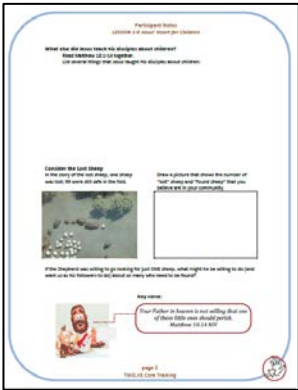 Participant Notes
LESSON 1-3 Jesus' Heart for Children
What else did Jesus teach his disciples about children?
Read Matthew 18:1-14 together.
List several things that Jesus taught his disciples about children.
Consider the Lost Sheep
In the story of the lost sheep, one sheep
was lost; 99 were still safe in the fold.
Draw a picture that shows the number of
"lost" sheep and "found sheep" that you
believe are in your community.
If the Shepherd was willing to go looking for just ONE sheep, what might he be willing to do (and
want us as his followers to do) about so many who need to be found?
Key verse:
Your Father in heaven is not willing that one
of these little ones should perish.
Matthew 18:14 NIV
page 2
TWELVE Core Training